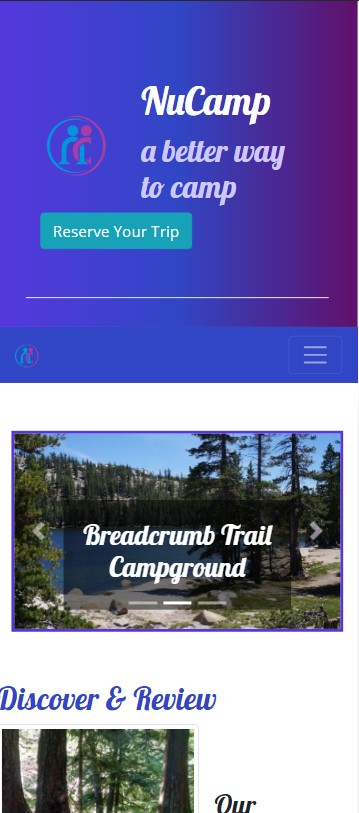 NuCamp
a better way
to camp
Reserve Your Trip
Breadcrumb Trail
Campground
Discover & Review
Our